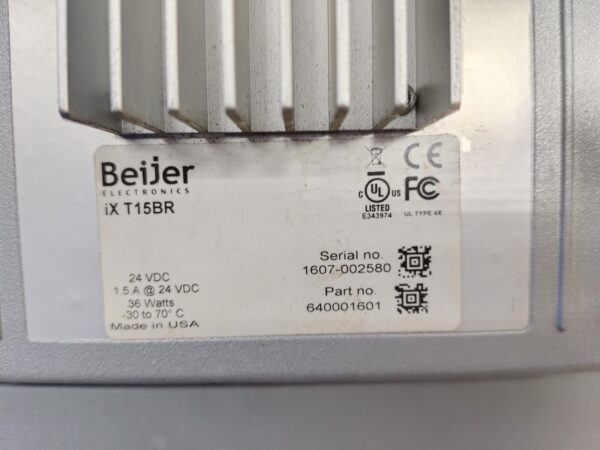 Beijer
ELECTRONICS
iX T15BR
CE
C UL US FC
LISTED
E343974
UL TYPE 4X
Serial no.
1607-002580
Part no.
640001601
24 VDC
1.5 A @ 24 VDC
36 Watts
-30 to 70° C
Made in USA